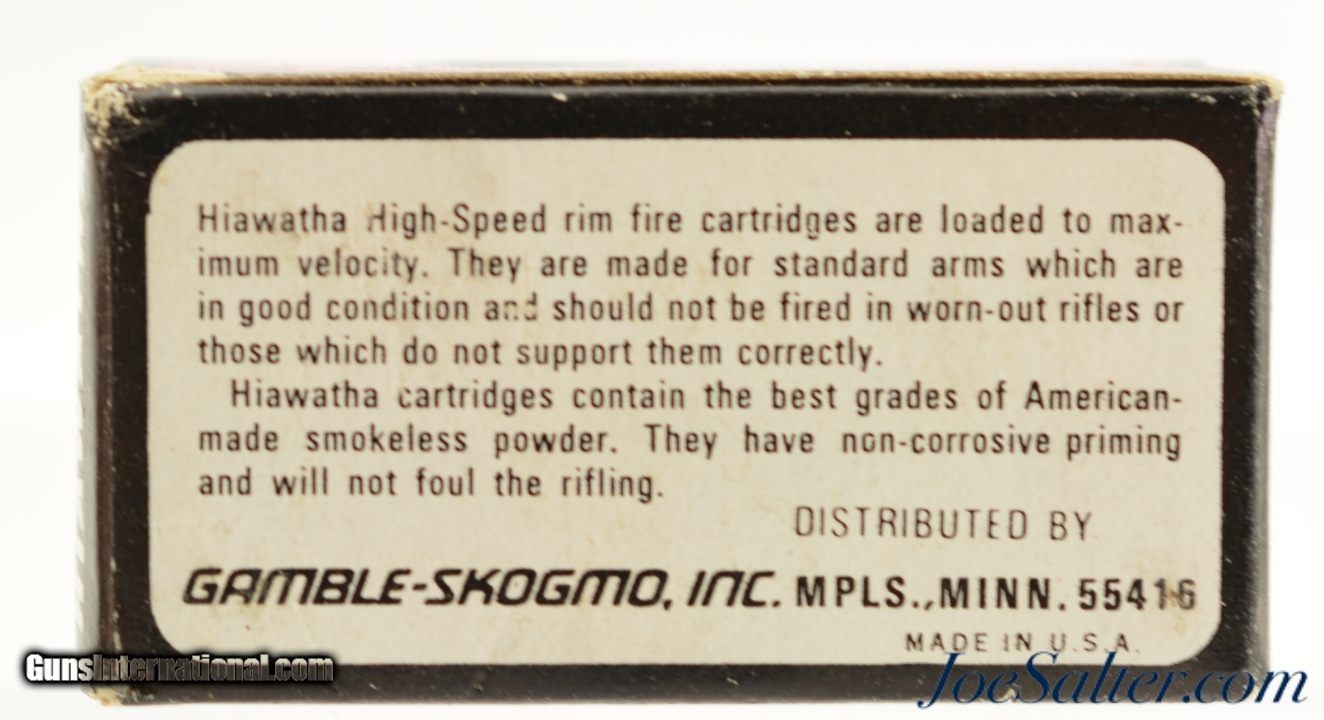 Hiawatha High-Speed rim fire cartridges are loaded to max-
imum velocity. They are made for standard arms which are
in good condition and should not be fired in worn-out rifles or
those which do not support them correctly.
Hiawatha cartridges contain the best grades of American-
made smokeless powder. They have non-corrosive priming
and will not foul the rifling.
DISTRIBUTED BY
GAMBLE-SKOGMO, INC. MPLS., MINN. 55416
MADE IN U.S.A.
GunsInternational.com
JoeSalter.com